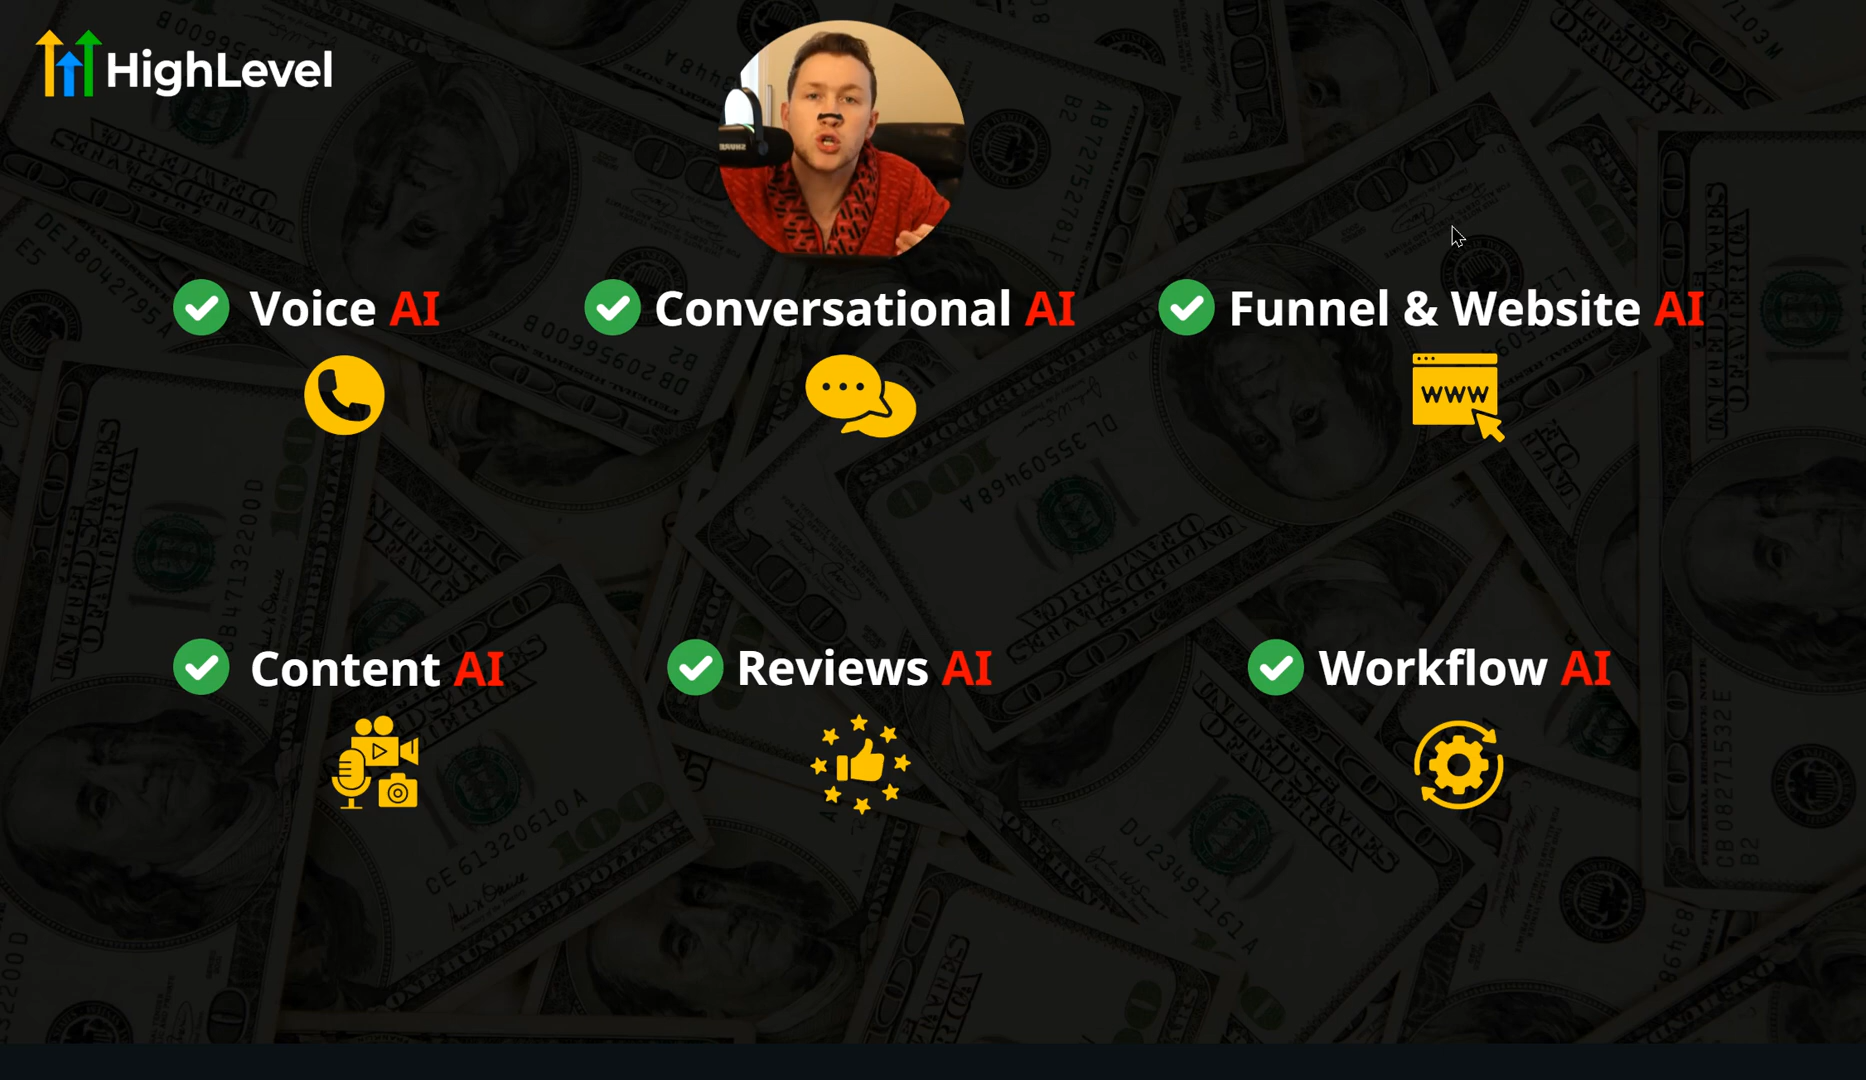 HighLevel
Voice AI
Conversational AI
Funnel & Website AI
WWW
Content AI
Reviews AI
Workflow AI